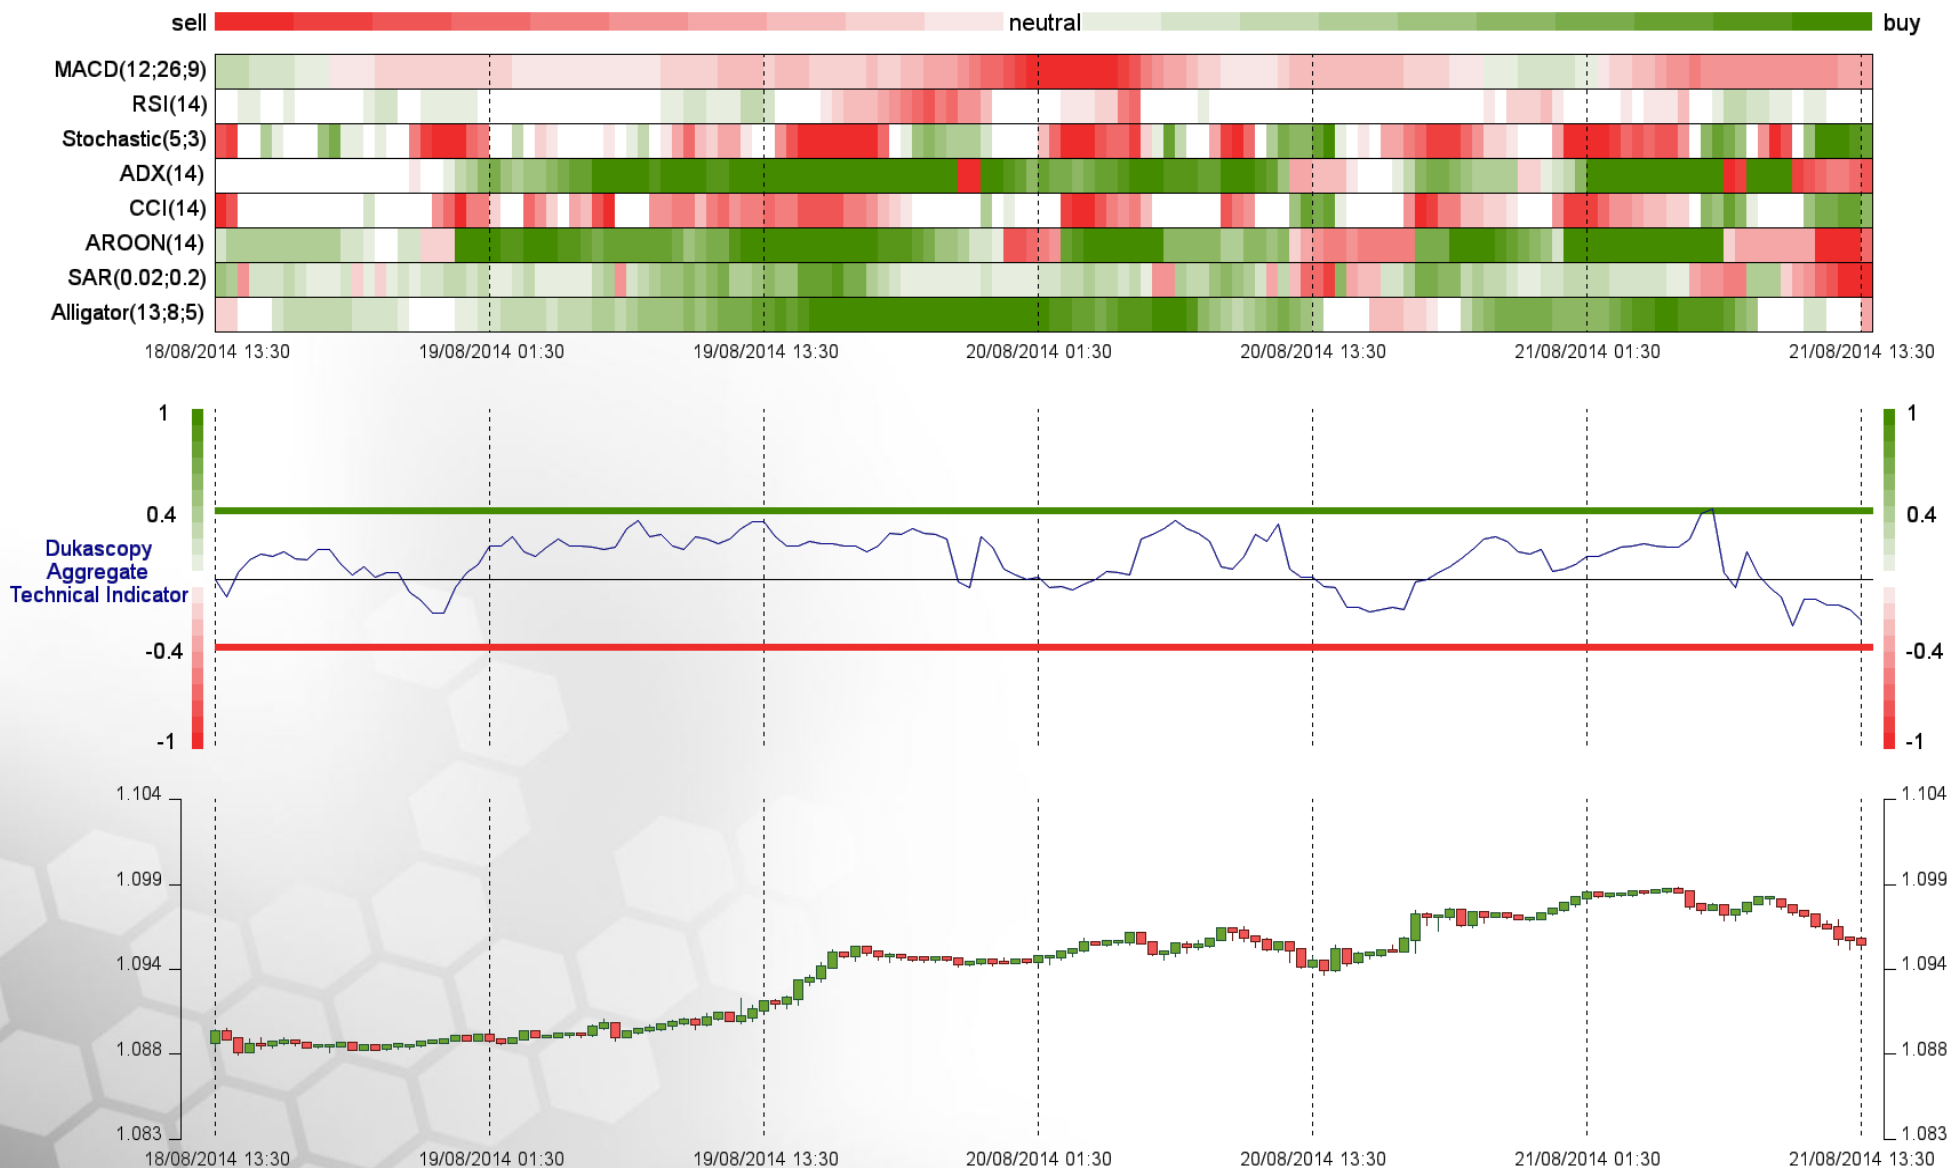 sell neutral buy
MACD(12;26;9)
RSI(14)
Stochastic(5;3)
ADX(14)
CCI(14)
AROON(14)
SAR(0.02;0.2)
Alligator(13;8;5)
18/08/2014 13:30 19/08/2014 01:30 19/08/2014 13:30 20/08/2014 01:30 20/08/2014 13:30 21/08/2014 01:30 21/08/2014 13:30
1 1
0.4 0.4
Dukascopy
Aggregate
Technical Indicator
-0.4 -0.4
-1 -1
1.104 1.104
1.099 1.099
1.094 1.094
1.088 1.088
1.083 1.083
18/08/2014 13:30 19/08/2014 01:30 19/08/2014 13:30 20/08/2014 01:30 20/08/2014 13:30 21/08/2014 01:30 21/08/2014 13:30